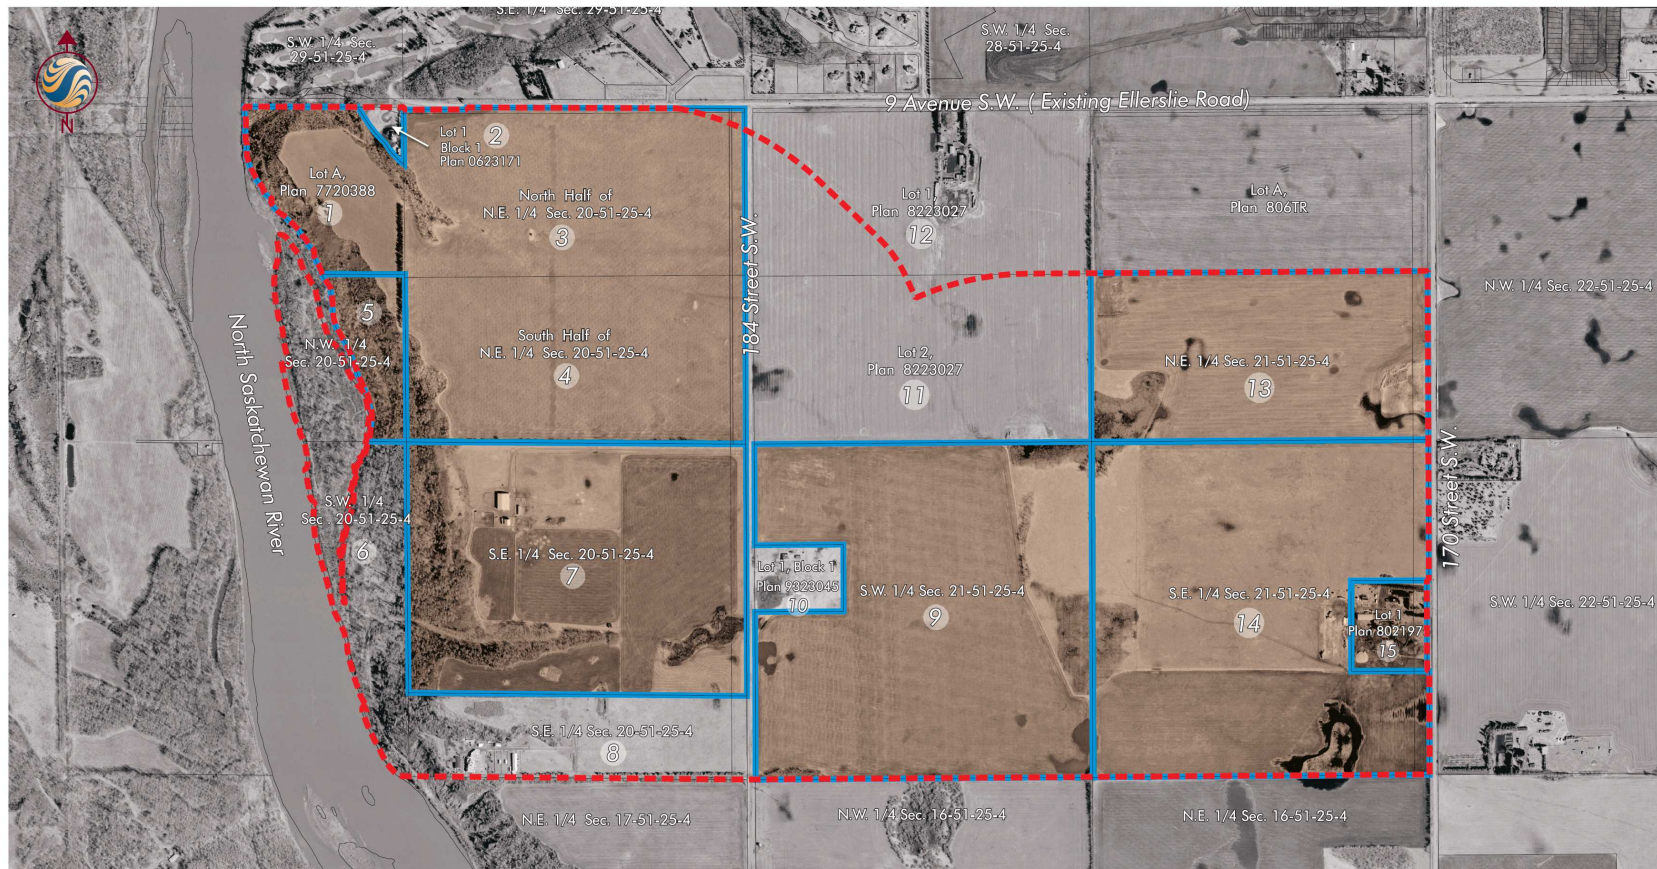 S.E. 1/4 Sec. 29-51-25-4
S.W. 1/4 Sec.
29-51-25-4
S.W. 1/4 Sec.
28-51-25-4
N
9 Avenue S.W. ( Existing Ellerslie Road)
Lot 1
Block 1
Plan 0623171
2
Lot A,
Plan 7720388
1
North Half of
N.E. 1/4 Sec. 20-51-25-4
3
Lot 1,
Plan 8223027
12
Lot A,
Plan 806TR
184 Street S.W.
N.W. 1/4 Sec. 22-51-25-4
5
N.W. 1/4
Sec. 20-51-25-4
South Half of
N.E. 1/4 Sec. 20-51-25-4
4
Lot 2,
Plan 8223027
11
N.E. 1/4 Sec. 21-51-25-4
13
North Saskatchewan River
170 Street S.W.
S.W. 1/4
Sec . 20-51-25-4
6
S.E. 1/4 Sec. 20-51-25-4
7
Lot 1, Block 1
Plan 9323045
10
S.W. 1/4 Sec. 21-51-25-4
9
S.E. 1/4 Sec. 21-51-25-4
14
Lot 1
Plan 802197
15
S.W. 1/4 Sec. 22-51-25-4
S.E. 1/4 Sec. 20-51-25-4
8
N.E. 1/4 Sec. 17-51-25-4
N.W. 1/4 Sec. 16-51-25-4
N.E. 1/4 Sec. 16-51-25-4